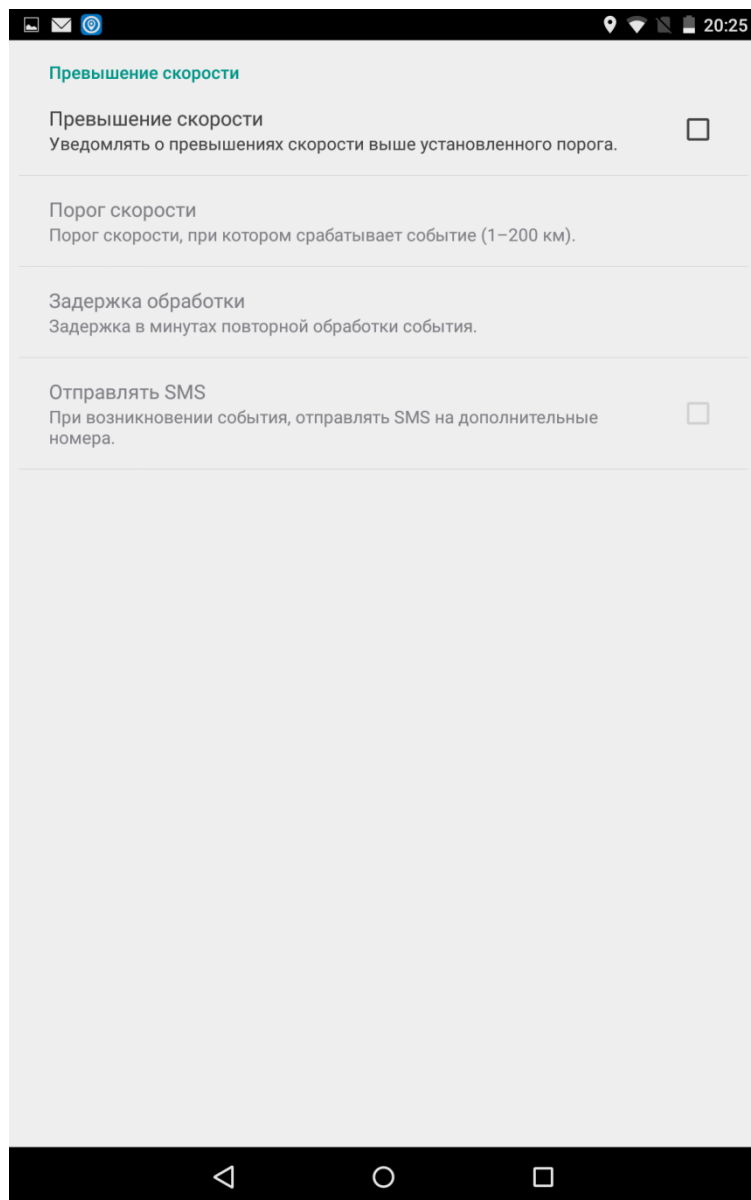 20:25
Превышение скорости
Превышение скорости
Уведомлять о превышениях скорости выше установленного порога.
Порог скорости
Порог скорости, при котором срабатывает событие (1–200 км).
Задержка обработки
Задержка в минутах повторной обработки события.
Отправлять SMS
При возникновении события, отправлять SMS на дополнительные
номера.